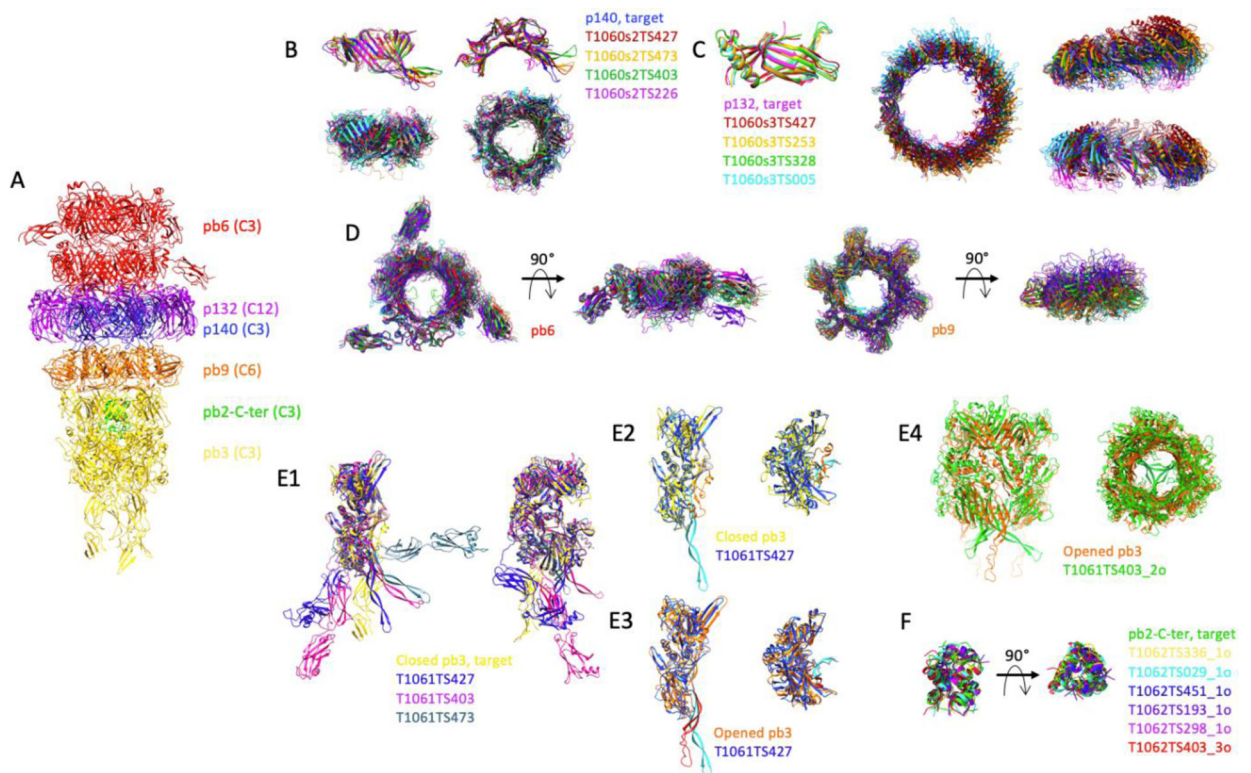 A
pb6 (C3)
p132 (C12)
p140 (C3)
pb9 (C6)
pb2-C-ter (C3)
pb3 (C3)
B
p140, target
T1060s2TS427
T1060s2TS473
T1060s2TS403
T1060s2TS226
C
p132, target
T1060s3TS427
T1060s3TS253
T1060s3TS328
T1060s3TS005
D
90°
pb6
90°
pb9
E1
Closed pb3, target
T1061TS427
T1061TS403
T1061TS473
E2
Closed pb3
T1061TS427
E3
Opened pb3
T1061TS427
E4
Opened pb3
T1061TS403_2o
F
90°
pb2-C-ter, target
T1062TS336_1o
T1062TS029_1o
T1062TS451_1o
T1062TS193_1o
T1062TS298_1o
T1062TS403_3o